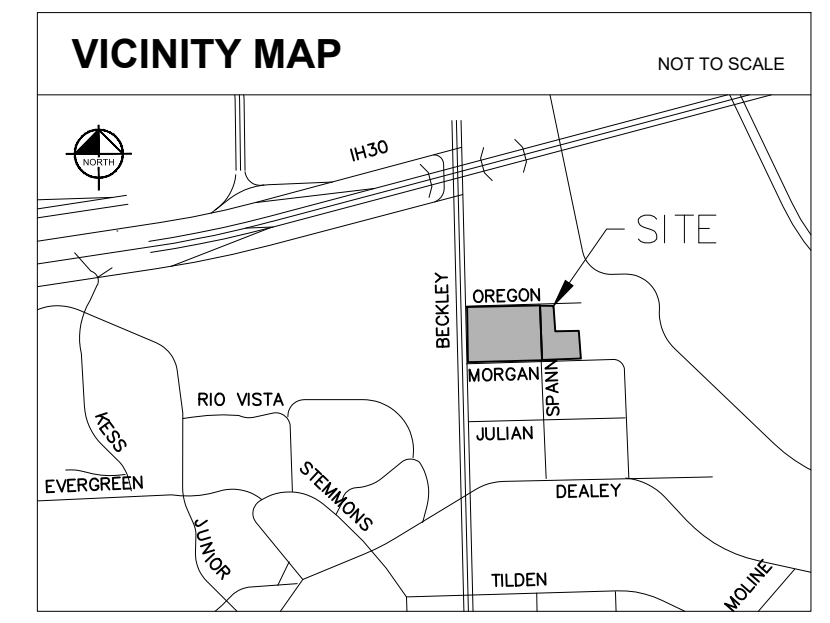 VICINITY MAP
NOT TO SCALE
NORTH
IH30
SITE
BECKLEY
OREGON
MORGAN
SPANN
RIO VISTA
JULIAN
KESS
EVERGREEN
STEMMONS
DEALEY
JUNIOR
TILDEN
MOLINE